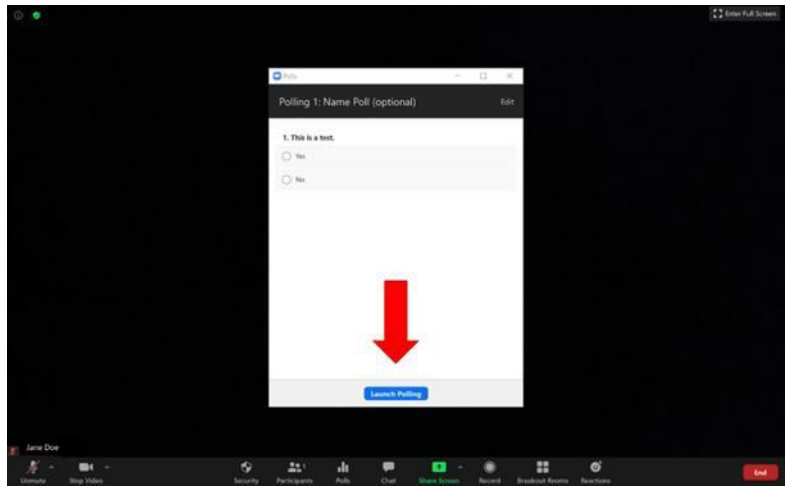 Enter Full Screen
Polls
Polling 1: Name Poll (optional) Edit
1. This is a test.
Yes
No
Launch Polling
Jane Doe
Unmute Stop Video Security Participants 1 Polls Chat Share Screen Record Breakout Rooms Reactions End